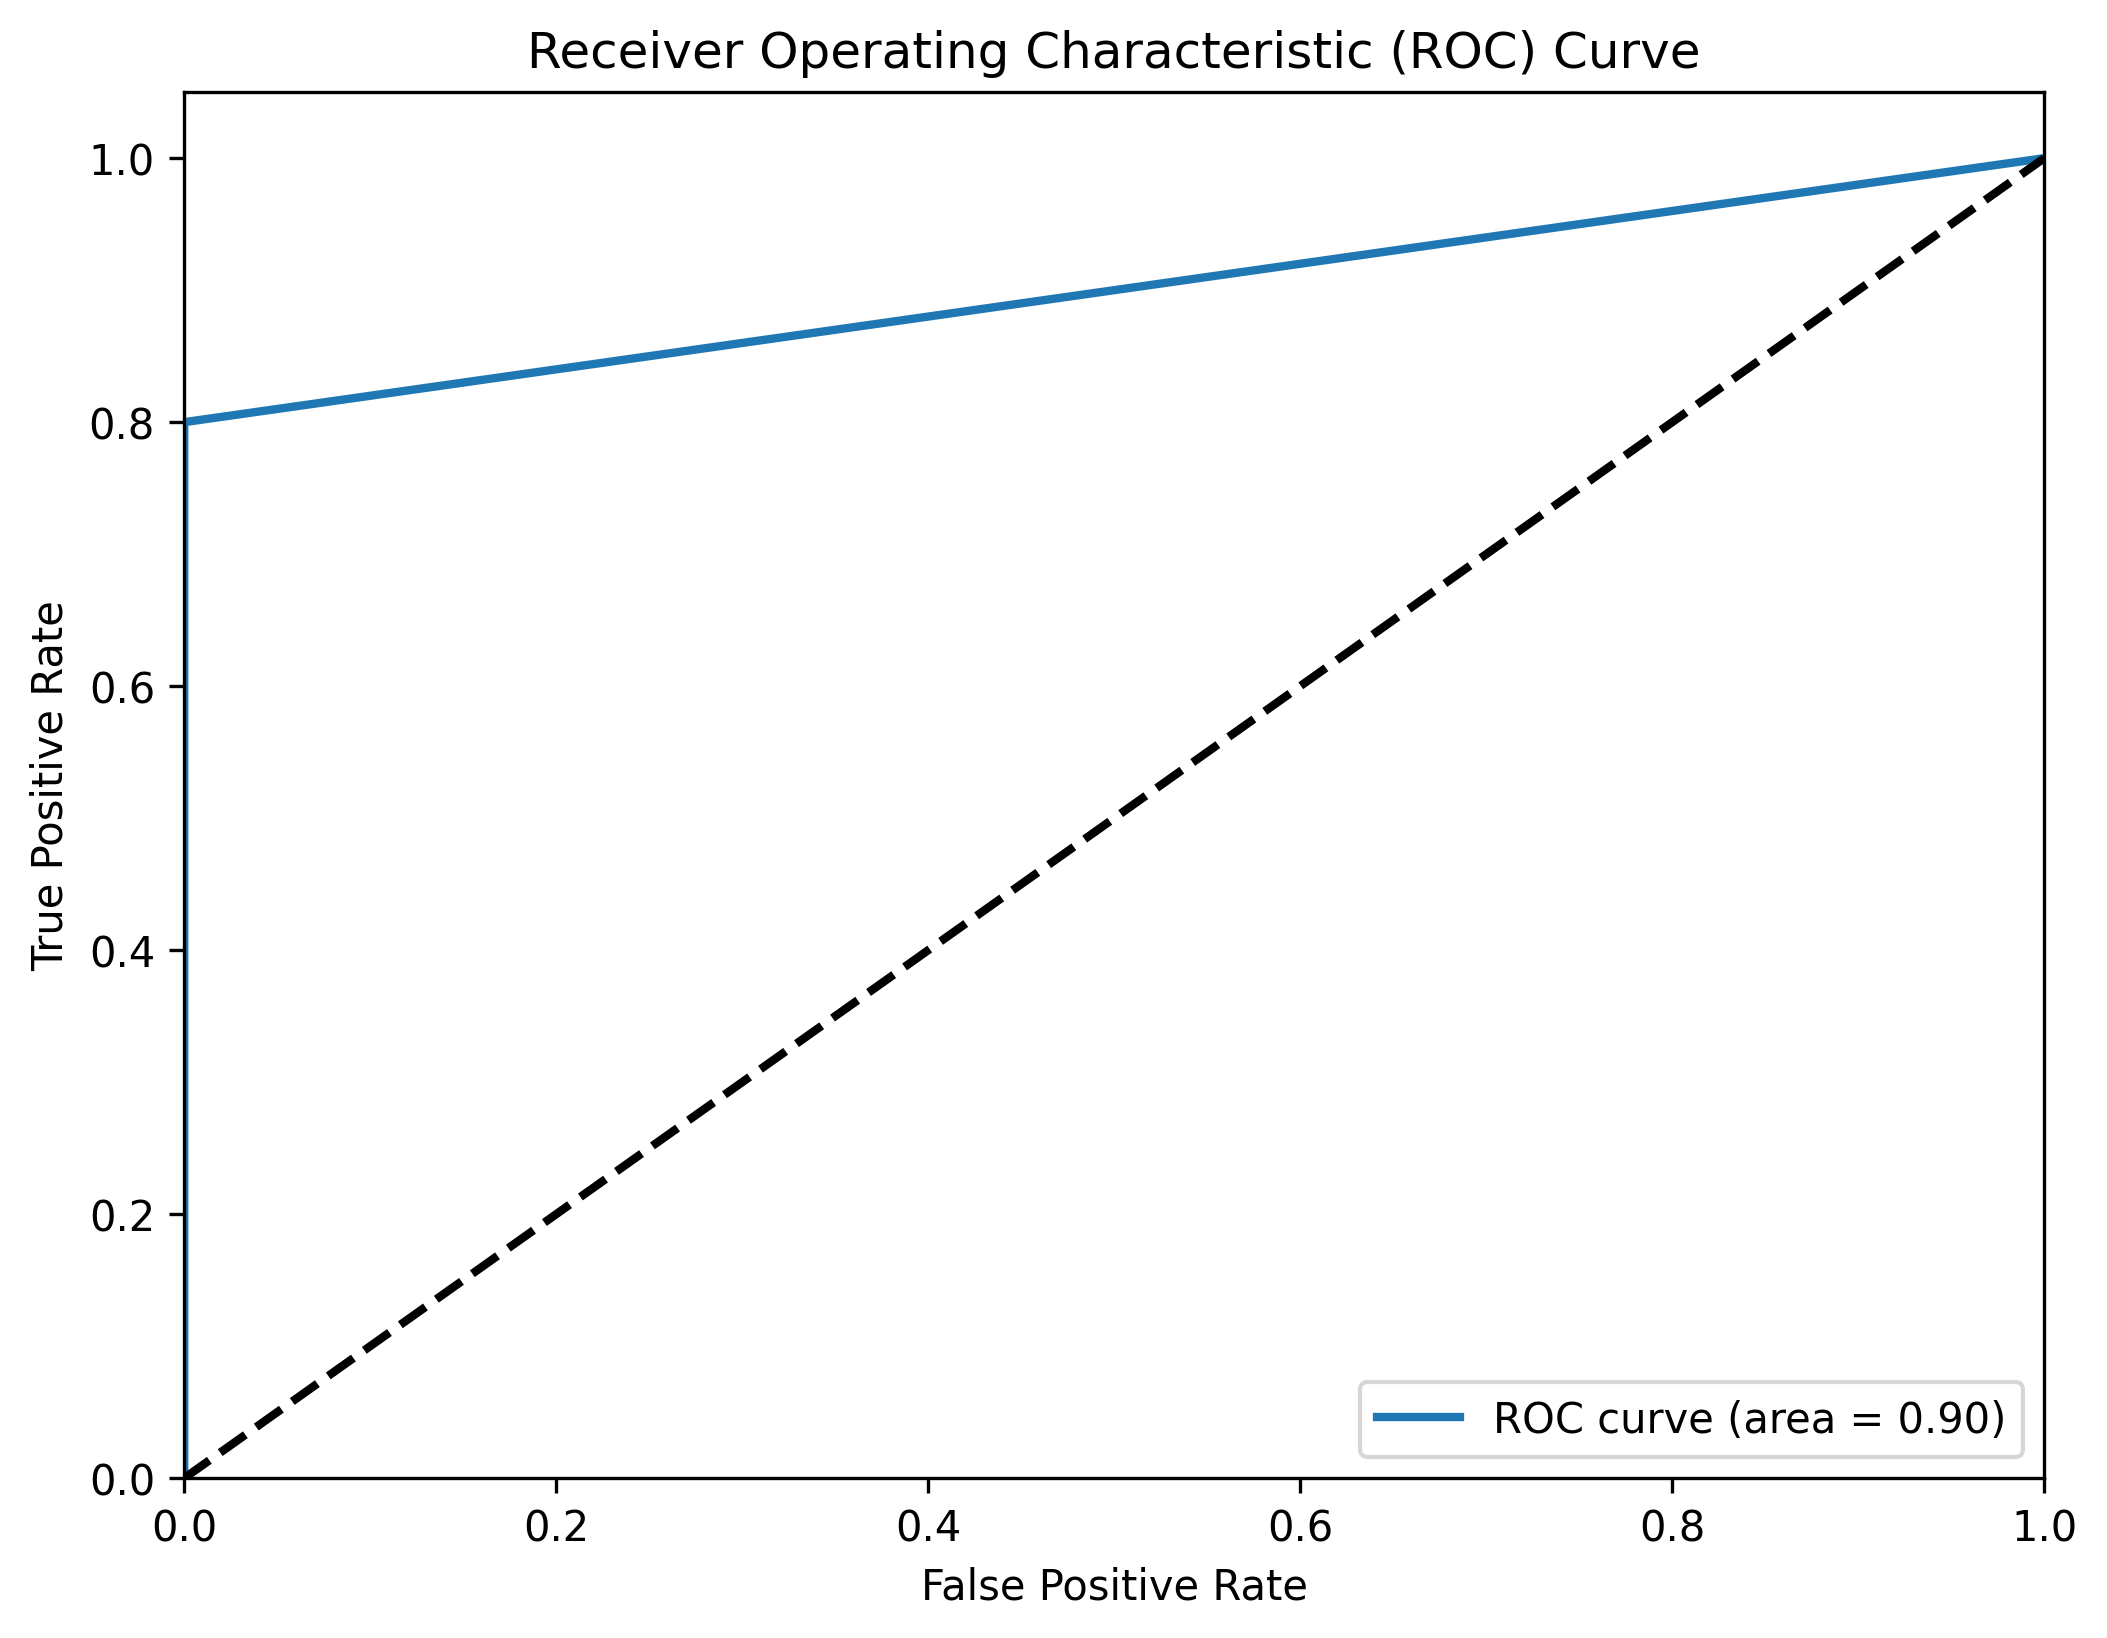 Receiver Operating Characteristic (ROC) Curve
1.0
0.8
0.6
0.4
0.2
0.0
True Positive Rate
ROC curve (area = 0.90)
0.0 0.2 0.4 0.6 0.8 1.0
False Positive Rate